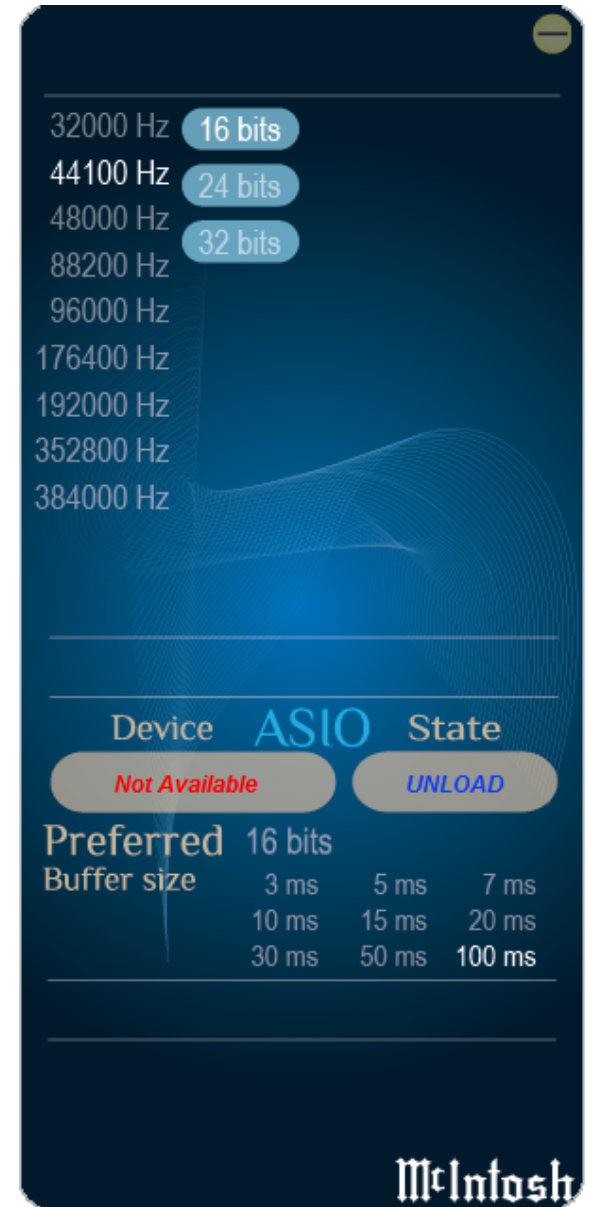 32000 Hz 16 bits
44100 Hz 24 bits
48000 Hz 32 bits
88200 Hz
96000 Hz
176400 Hz
192000 Hz
352800 Hz
384000 Hz
Device ASIO State
Not Available UNLOAD
Preferred 16 bits
Buffer size 3 ms 5 ms 7 ms
10 ms 15 ms 20 ms
30 ms 50 ms 100 ms
McIntosh